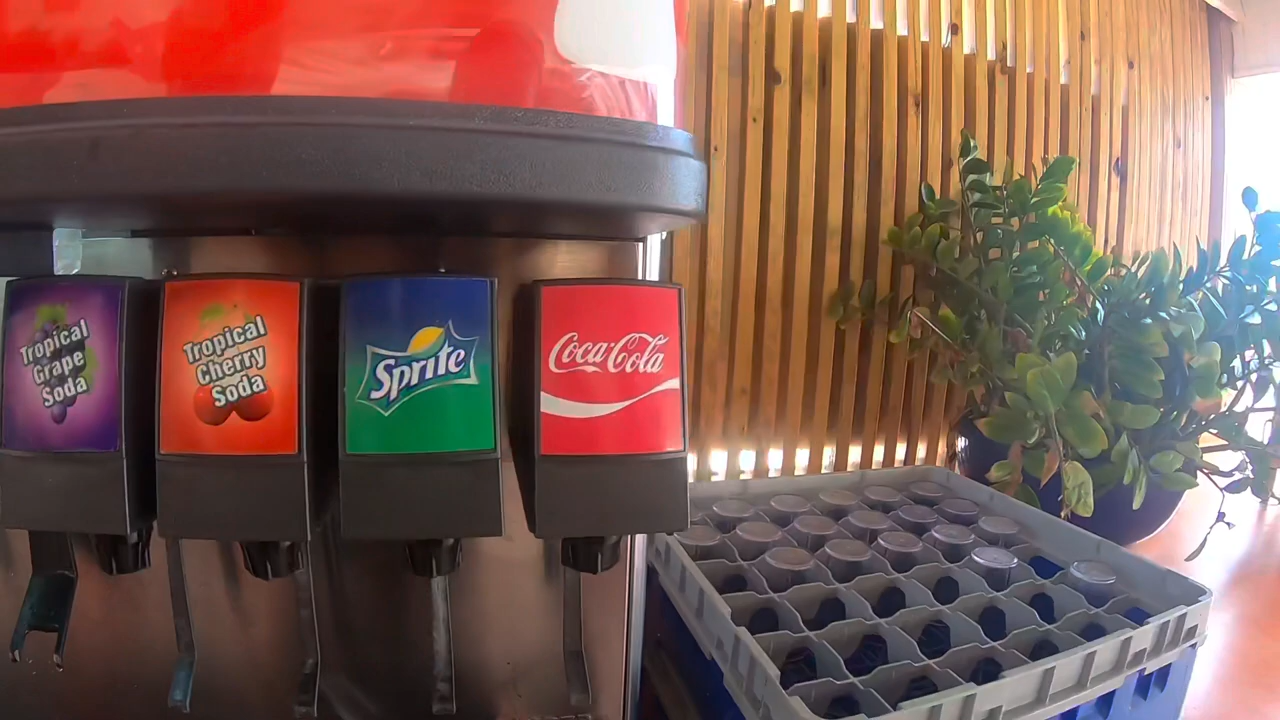 Tropical
Grape
Soda
Tropical
Cherry
Soda
Sprite
Coca-Cola